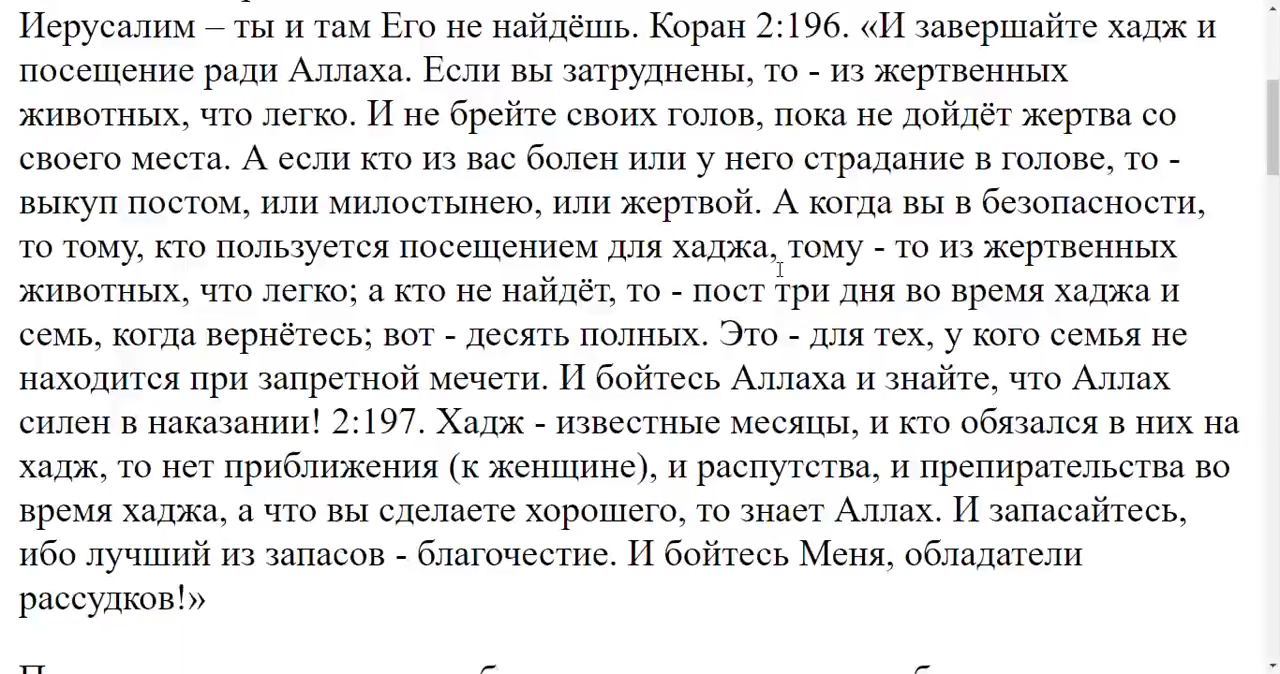 Иерусалим – ты и там Его не найдёшь. Коран 2:196. «И завершайте хадж и
посещение ради Аллаха. Если вы затруднены, то - из жертвенных
животных, что легко. И не брейте своих голов, пока не дойдёт жертва со
своего места. А если кто из вас болен или у него страдание в голове, то -
выкуп постом, или милостынею, или жертвой. А когда вы в безопасности,
то тому, кто пользуется посещением для хаджа, тому - то из жертвенных
животных, что легко; а кто не найдёт, то - пост три дня во время хаджа и
семь, когда вернётесь; вот - десять полных. Это - для тех, у кого семья не
находится при запретной мечети. И бойтесь Аллаха и знайте, что Аллах
силен в наказании! 2:197. Хадж - известные месяцы, и кто обязался в них на
хадж, то нет приближения (к женщине), и распутства, и препирательства во
время хаджа, а что вы сделаете хорошего, то знает Аллах. И запасайтесь,
ибо лучший из запасов - благочестие. И бойтесь Меня, обладатели
рассудков!»